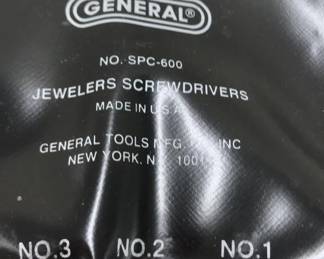 GENERAL®
NO. SPC-600
JEWELERS SCREWDRIVERS
MADE IN U.S.A.
GENERAL TOOLS MFG. INC
NEW YORK, N.
NO.3 NO.2 NO.1